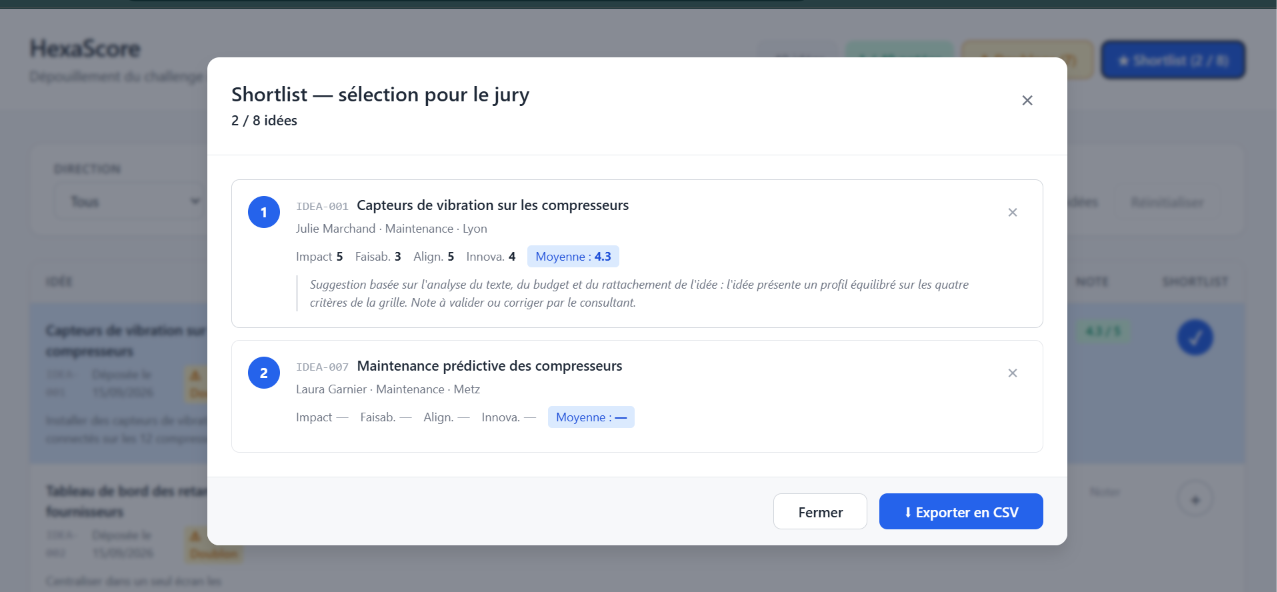 HexaScore
Dépouillement du challenge
★ Shortlist (2 / 8)
Shortlist — sélection pour le jury
2 / 8 idées
✕
DIRECTION
Tous
Réinitialiser
1
IDEA-001 Capteurs de vibration sur les compresseurs
✕
Julie Marchand · Maintenance · Lyon
Impact 5 Faisab. 3 Align. 5 Innova. 4 Moyenne : 4.3
Suggestion basée sur l'analyse du texte, du budget et du rattachement de l'idée : l'idée présente un profil équilibré sur les quatre
critères de la grille. Note à valider ou corriger par le consultant.
2
IDEA-007 Maintenance prédictive des compresseurs
✕
Laura Garnier · Maintenance · Metz
Impact — Faisab. — Align. — Innova. — Moyenne : —
Fermer
⬇ Exporter en CSV
IDÉE
NOTE
SHORTLIST
Capteurs de vibration sur
compresseurs
Déposée le
15/09/2026
4.3 / 5
✓
Installer des capteurs de
connectés sur les 12
Tableau de bord des
fournisseurs
Déposée le
15/09/2026
Doublon
Noter
+
Centraliser dans un seul écran les